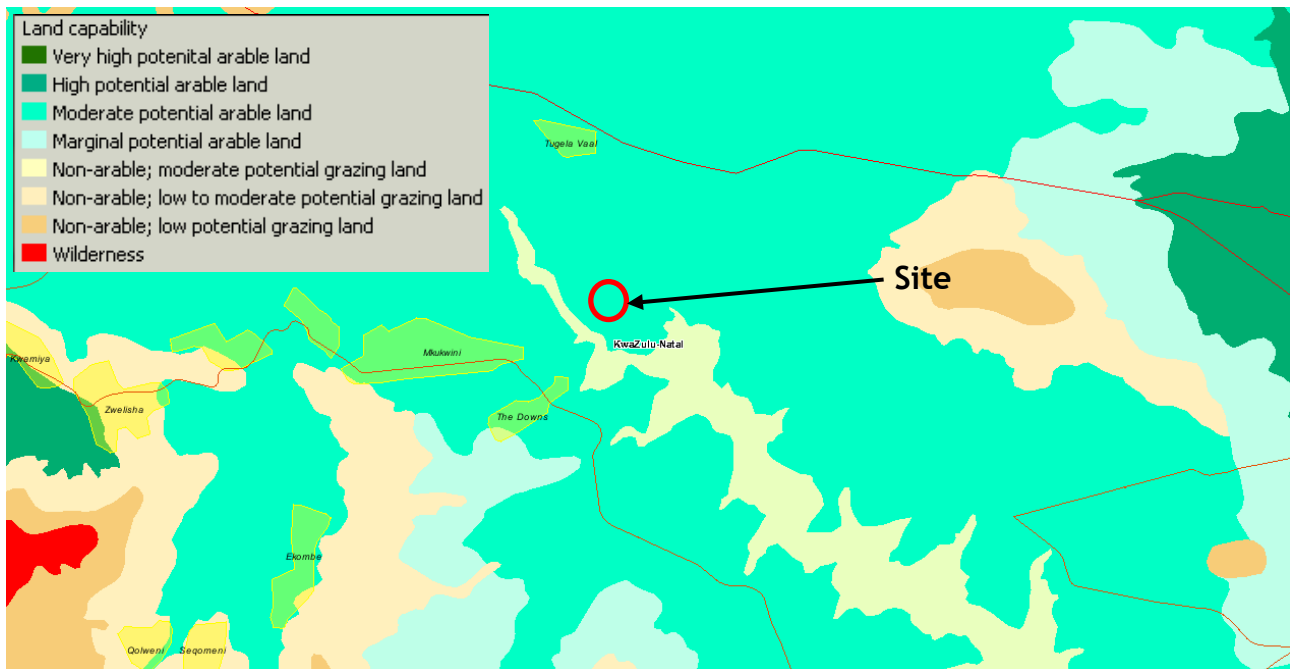 Land capability
Very high potenital arable land
High potential arable land
Moderate potential arable land
Marginal potential arable land
Non-arable; moderate potential grazing land
Non-arable; low to moderate potential grazing land
Non-arable; low potential grazing land
Wilderness
Tugela Vaal
Site
KwaZulu-Natal
Mkukwini
Kwamiya
Zwelisha
The Downs
Ekombe
Qolweni
Seqomeni